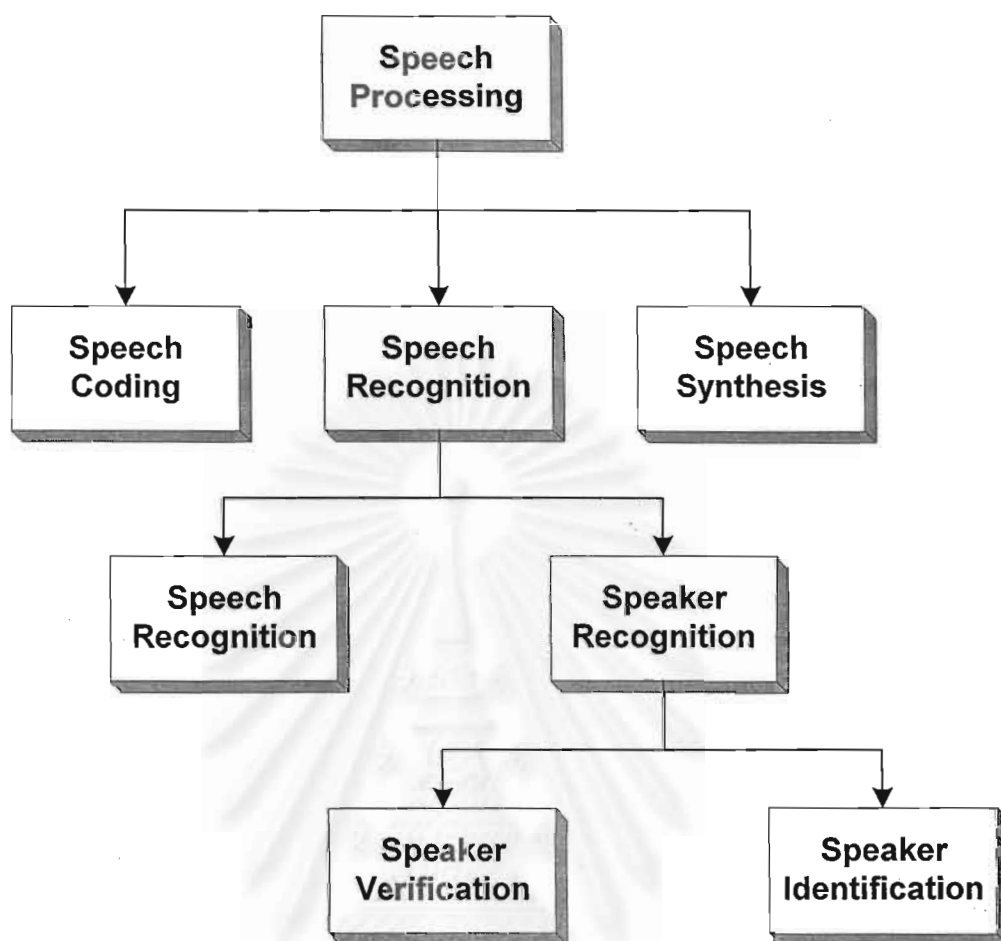 Speech
Processing
Speech
Coding
Speech
Recognition
Speech
Synthesis
Speech
Recognition
Speaker
Recognition
Speaker
Verification
Speaker
Identification